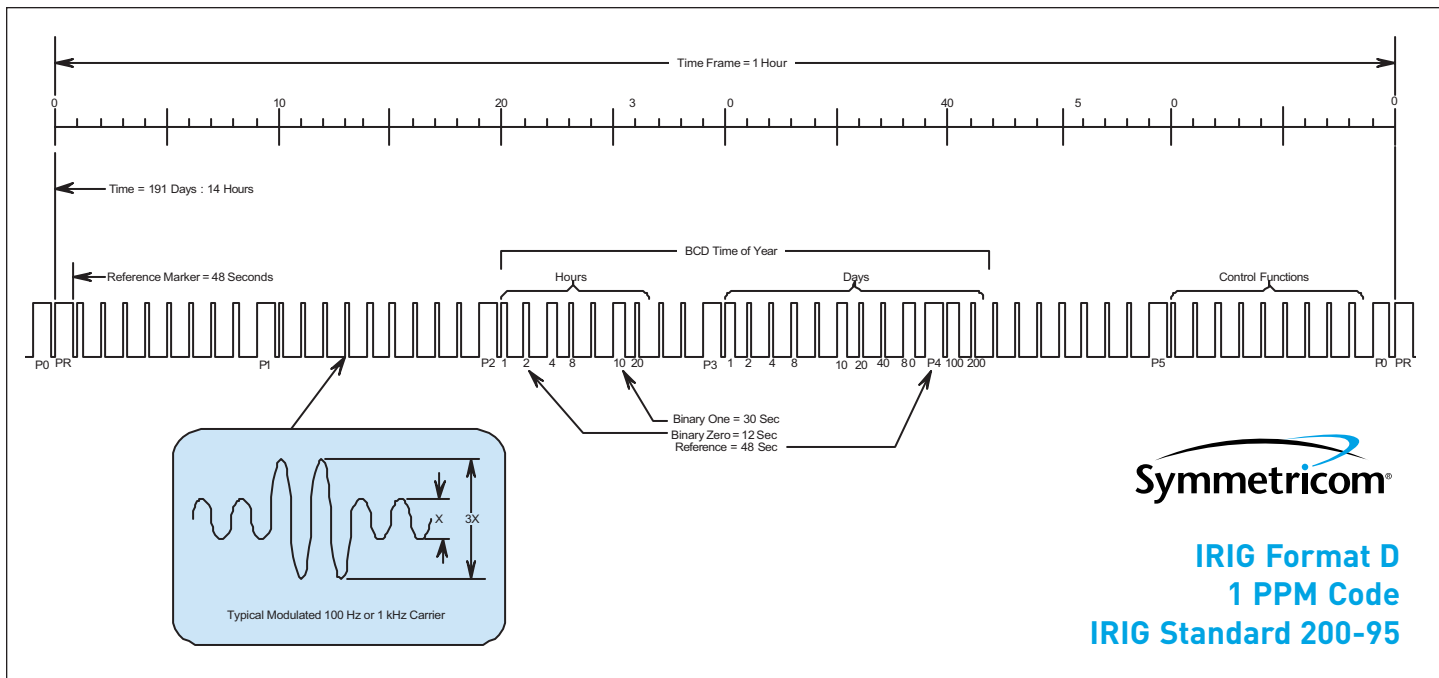 Time Frame = 1 Hour
0 10 20 3 0 40 5 0 0
Time = 191 Days : 14 Hours
BCD Time of Year
Reference Marker = 48 Seconds
Hours
Days
Control Functions
P0 PR P1 P2 1 2 4 8 10 20 P3 1 2 4 8 10 20 40 8 0 P4 100 200 P5 P0 PR
Binary One = 30 Sec
Binary Zero = 12 Sec
Reference = 48 Sec
X 3X
Typical Modulated 100 Hz or 1 kHz Carrier
Symmetricom®
IRIG Format D
1 PPM Code
IRIG Standard 200-95